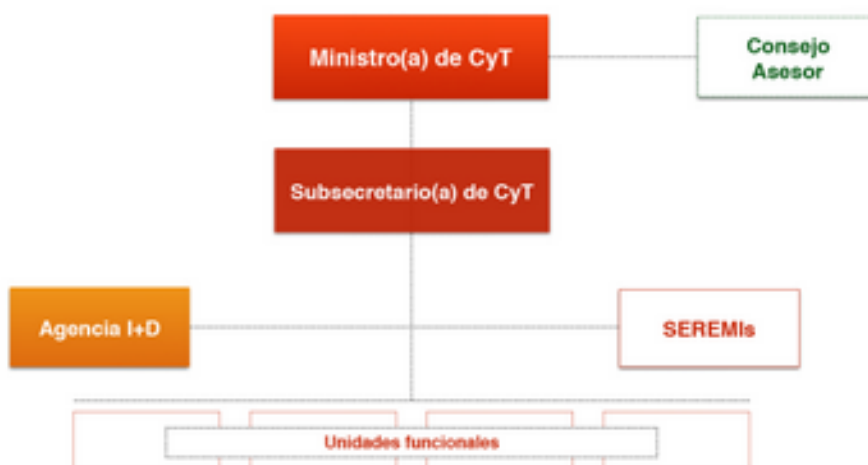 Ministro(a) de CyT
Consejo
Asesor
Subsecretario(a) de CyT
Agencia I+D
SEREMIs
Unidades funcionales